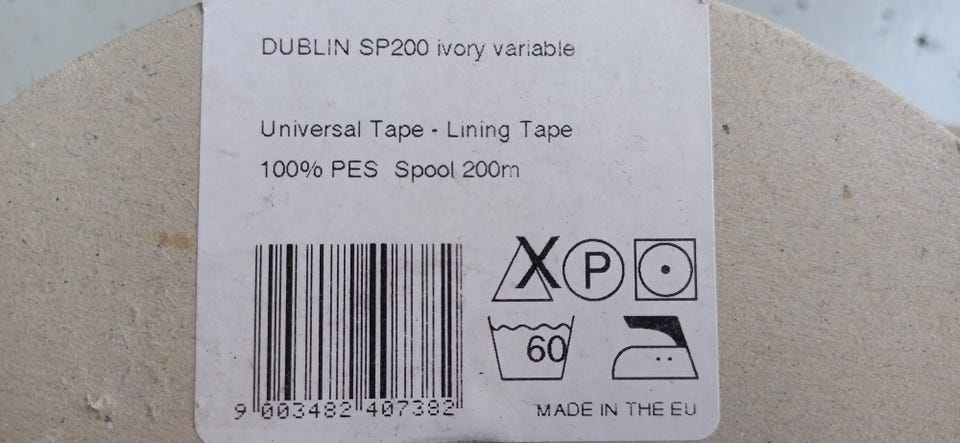 DUBLIN SP200 ivory variable
Universal Tape - Lining Tape
100% PES Spool 200m
X P
60
9 003482 407382
MADE IN THE EU